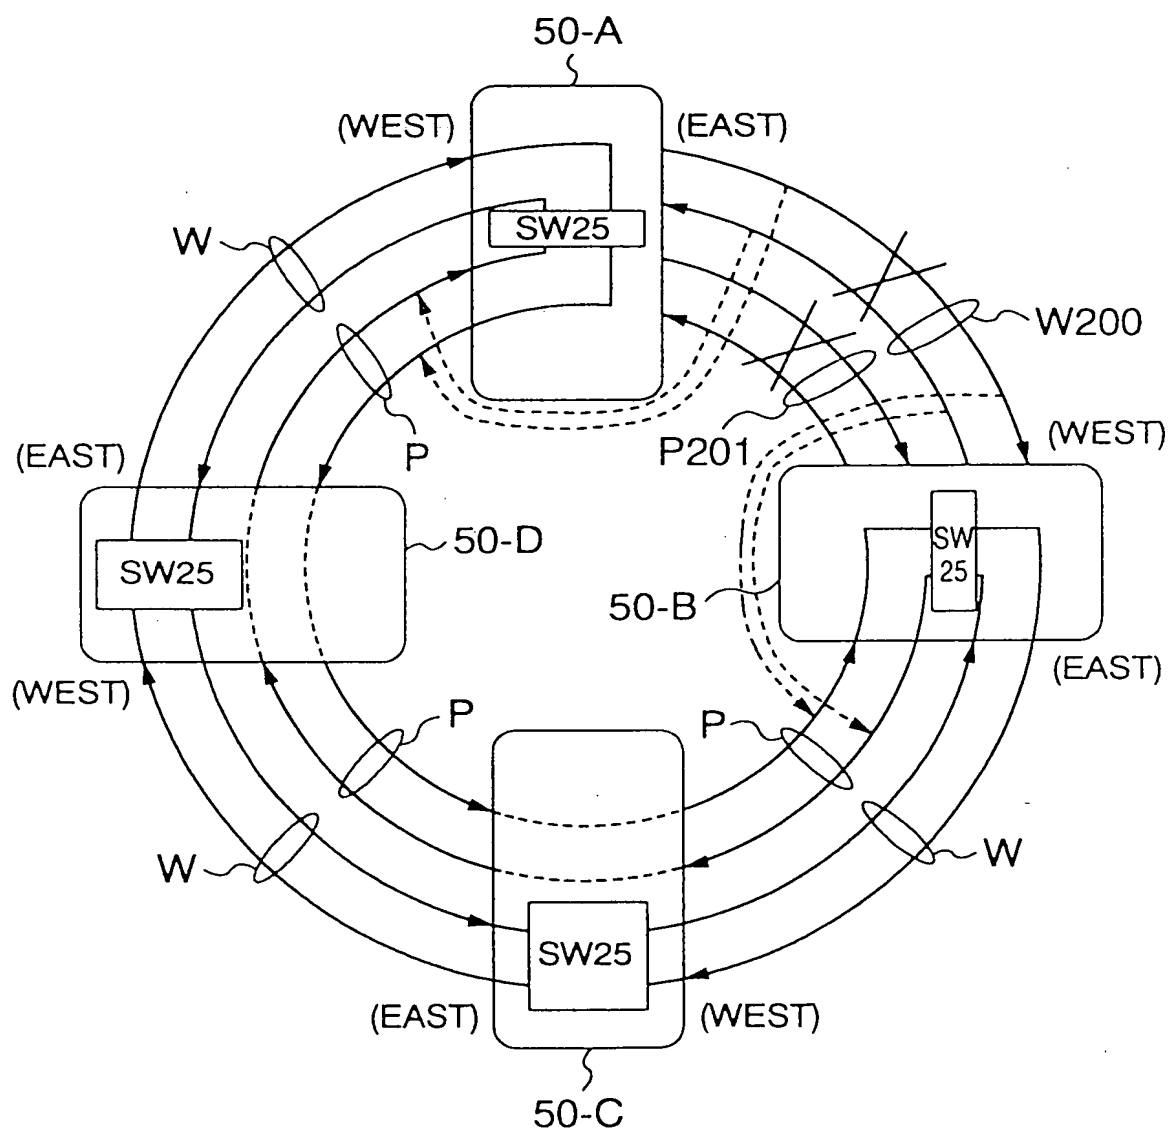 50-A
(WEST)
(EAST)
SW25
W
W200
P
P201
(WEST)
(EAST)
50-D
SW25
SW
25
50-B
(WEST)
(EAST)
P
P
W
W
SW25
(EAST)
(WEST)
50-C